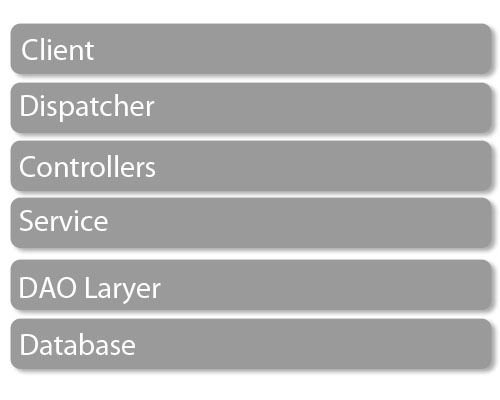 Client
Dispatcher
Controllers
Service
DAO Laryer
Database